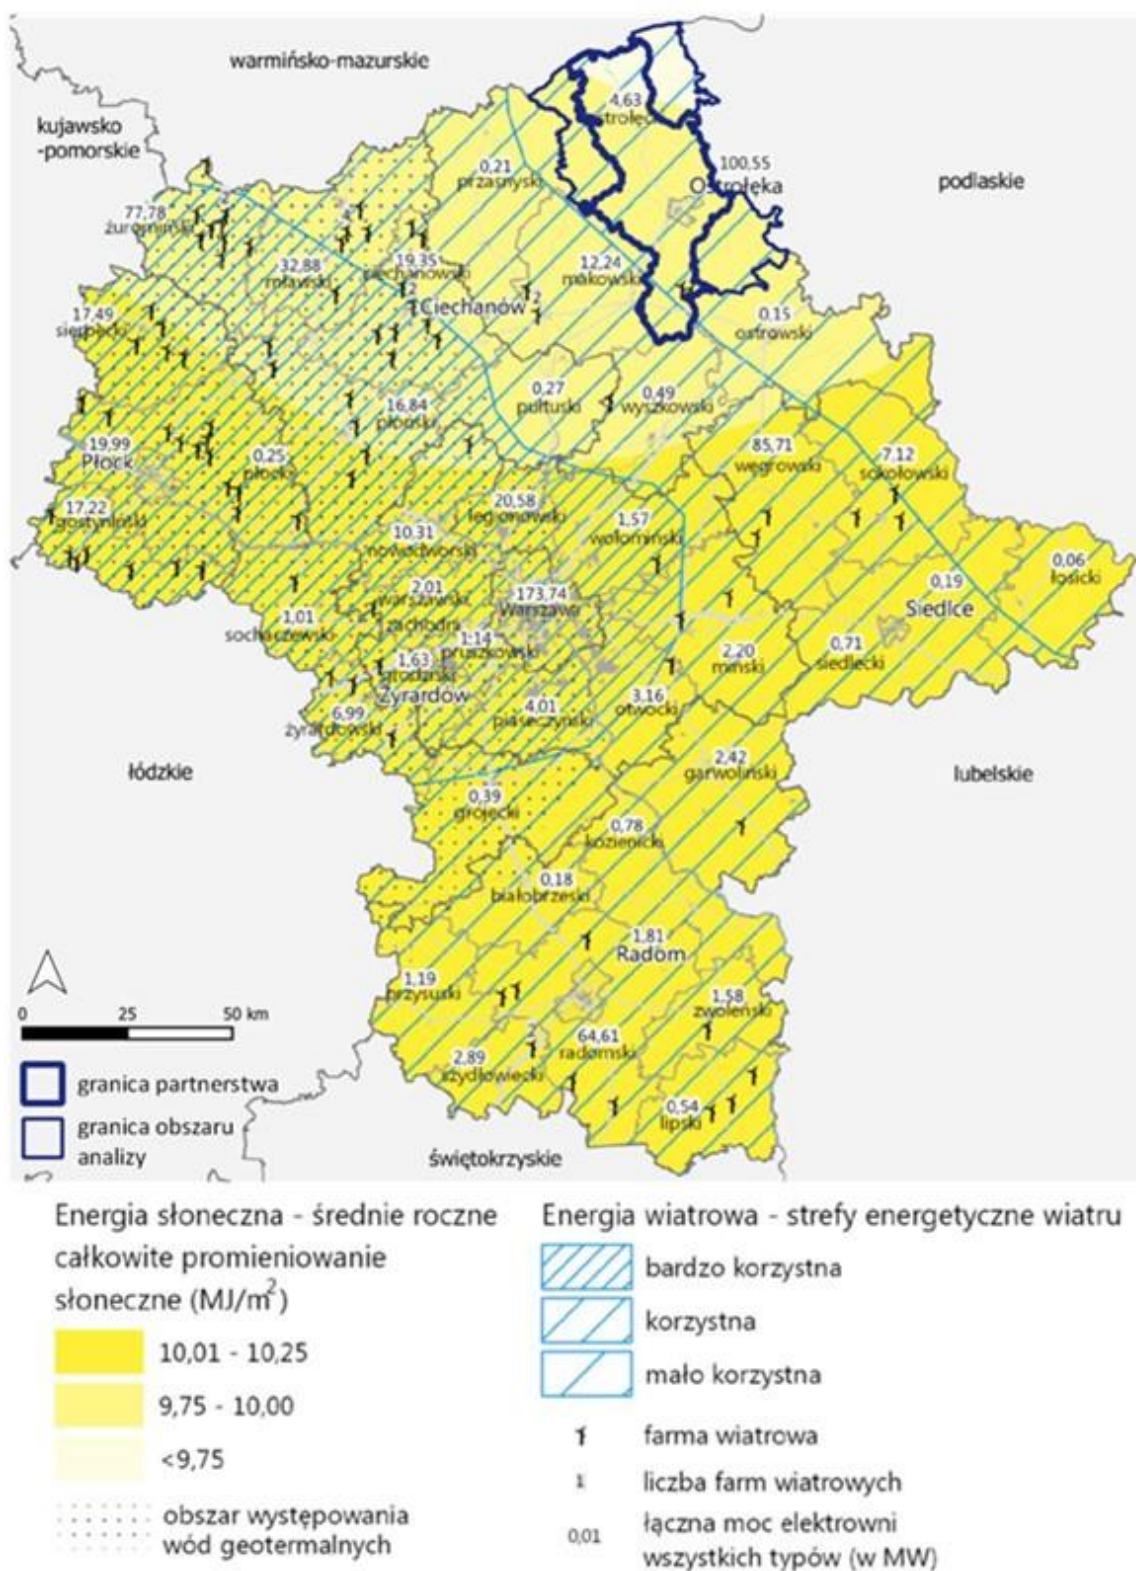 warmińsko-mazurskie
kujawsko
-pomorskie
podlaskie
4,63
100,55
Ostrołęka
0,21
przasnyski
77,78
żuromiński
2
4
32,88
mławski
19,35
ciechanowski
2
Ciechanów
12,24
makowski
2
17,49
sierpecki
0,15
ostrowski
0,27
pułtuski
0,49
wyszkowski
16,84
płoński
19,99
Płock
0,25
płocki
85,71
węgrowski
7,12
sokołowski
17,22
gostyniński
20,58
legionowski
10,31
nowodworski
1,57
wołomiński
0,06
łosicki
0,19
Siedlce
2,01
warszawski
zachodni
173,74
Warszawa
1,01
sochaczewski
1,14
pruszkowski
1,63
grodziski
Żyrardów
2,20
miński
0,71
siedlecki
6,99
żyrardowski
4,01
piaseczyński
3,16
otwocki
łódzkie
2,42
garwoliński
lubelskie
0,39
grójecki
0,78
kozienicki
0,18
białobrzeski
1,81
Radom
1,19
przysuski
1,58
zwoleński
2
64,61
radomski
2,89
szydłowiecki
0,54
lipski
świętokrzyskie
0 25 50 km
granica partnerstwa
granica obszaru
analizy
Energia słoneczna - średnie roczne
całkowite promieniowanie
słoneczne (MJ/m²)
10,01 - 10,25
9,75 - 10,00
<9,75
obszar występowania
wód geotermalnych
Energia wiatrowa - strefy energetyczne wiatru
bardzo korzystna
korzystna
mało korzystna
farma wiatrowa
1 liczba farm wiatrowych
0,01 łączna moc elektrowni
wszystkich typów (w MW)